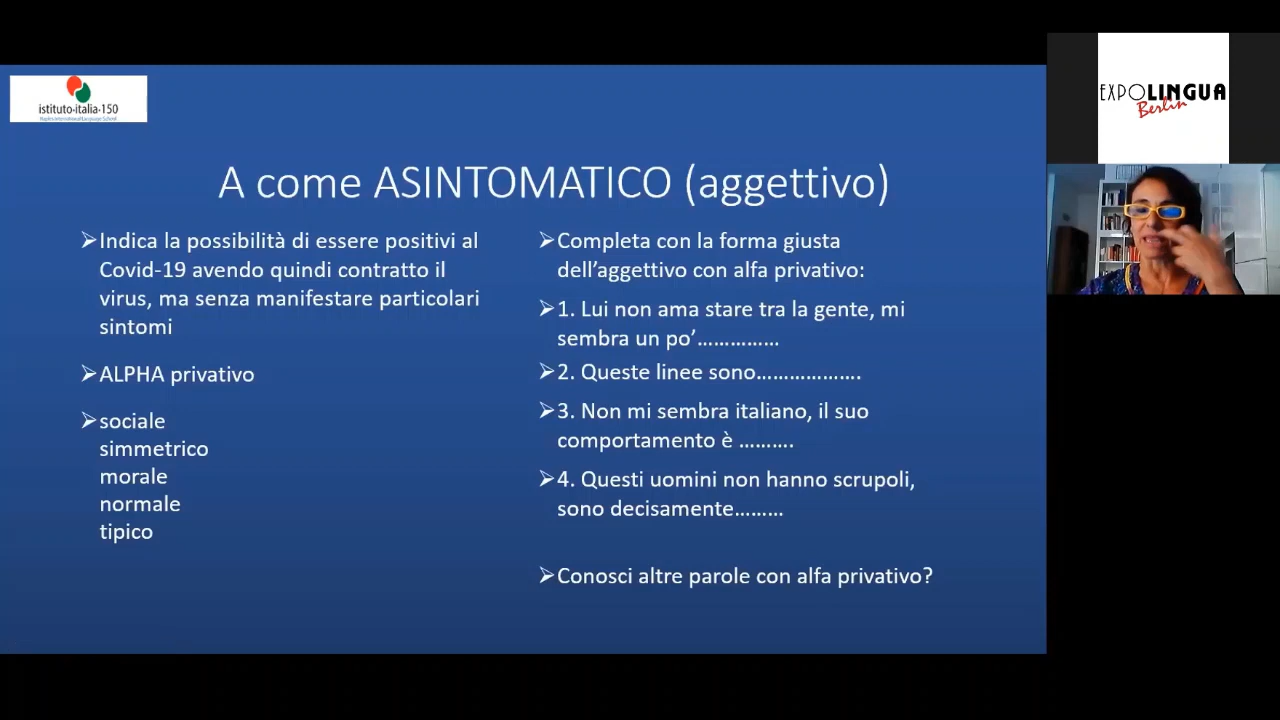 istituto-italia-150
A come ASINTOMATICO (aggettivo)
Indica la possibilità di essere positivi al
Covid-19 avendo quindi contratto il
virus, ma senza manifestare particolari
sintomi
ALPHA privativo
sociale
simmetrico
morale
normale
tipico
Completa con la forma giusta
dell’aggettivo con alfa privativo:
1. Lui non ama stare tra la gente, mi
sembra un po’……………
2. Queste linee sono……………….
3. Non mi sembra italiano, il suo
comportamento è ……….
4. Questi uomini non hanno scrupoli,
sono decisamente………
Conosci altre parole con alfa privativo?
EXPOLINGUA
Berlin